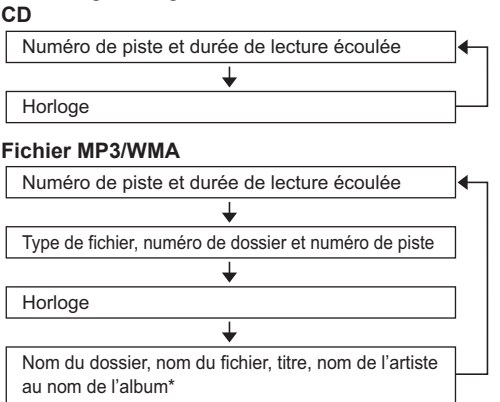 CD
Numéro de piste et durée de lecture écoulée
Horloge
Fichier MP3/WMA
Numéro de piste et durée de lecture écoulée
Type de fichier, numéro de dossier et numéro de piste
Horloge
Nom du dossier, nom du fichier, titre, nom de l'artiste
au nom de l'album*